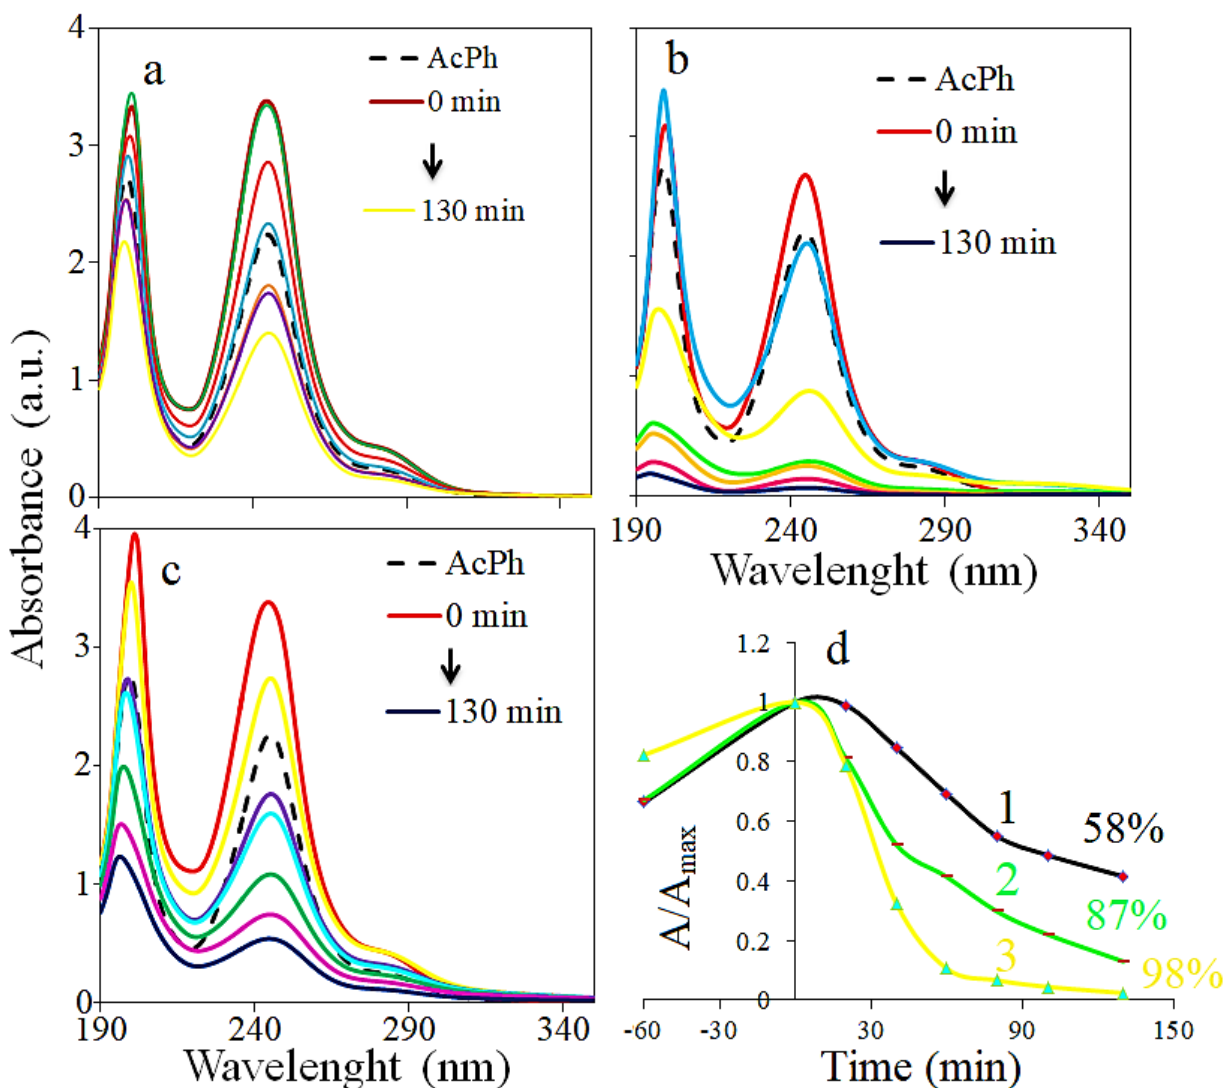 Absorbance (a.u.)
4
3
2
1
0
a
AcPh
0 min
130 min
b
AcPh
0 min
130 min
190
240
290
340
Wavelenght (nm)
4
3
2
1
0
c
AcPh
0 min
130 min
190
240
290
340
Wavelenght (nm)
d
A/Amax
1.2
1
0.8
0.6
0.4
0.2
0
1
58%
2
87%
3
98%
-60
-30
30
90
150
Time (min)